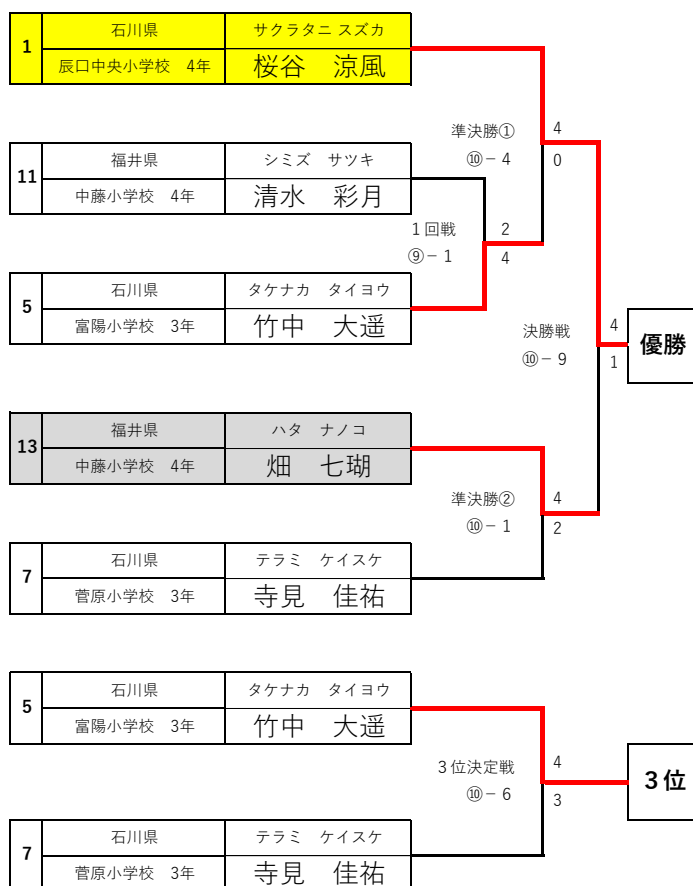 1
石川県
サクラタニ スズカ
辰口中央小学校　4年
桜谷　涼風
11
福井県
シミズ　サツキ
中藤小学校　4年
清水　彩月
5
石川県
タケナカ　タイヨウ
富陽小学校　3年
竹中　大遥
13
福井県
ハタ　ナノコ
中藤小学校　4年
畑　七瑚
7
石川県
テラミ　ケイスケ
菅原小学校　3年
寺見　佳祐
準決勝①
⑩－4
4
0
1回戦
⑨－1
2
4
決勝戦
⑩－9
4
1
優勝
準決勝②
⑩－1
4
2
5
石川県
タケナカ　タイヨウ
富陽小学校　3年
竹中　大遥
7
石川県
テラミ　ケイスケ
菅原小学校　3年
寺見　佳祐
3位決定戦
⑩－6
4
3
3位